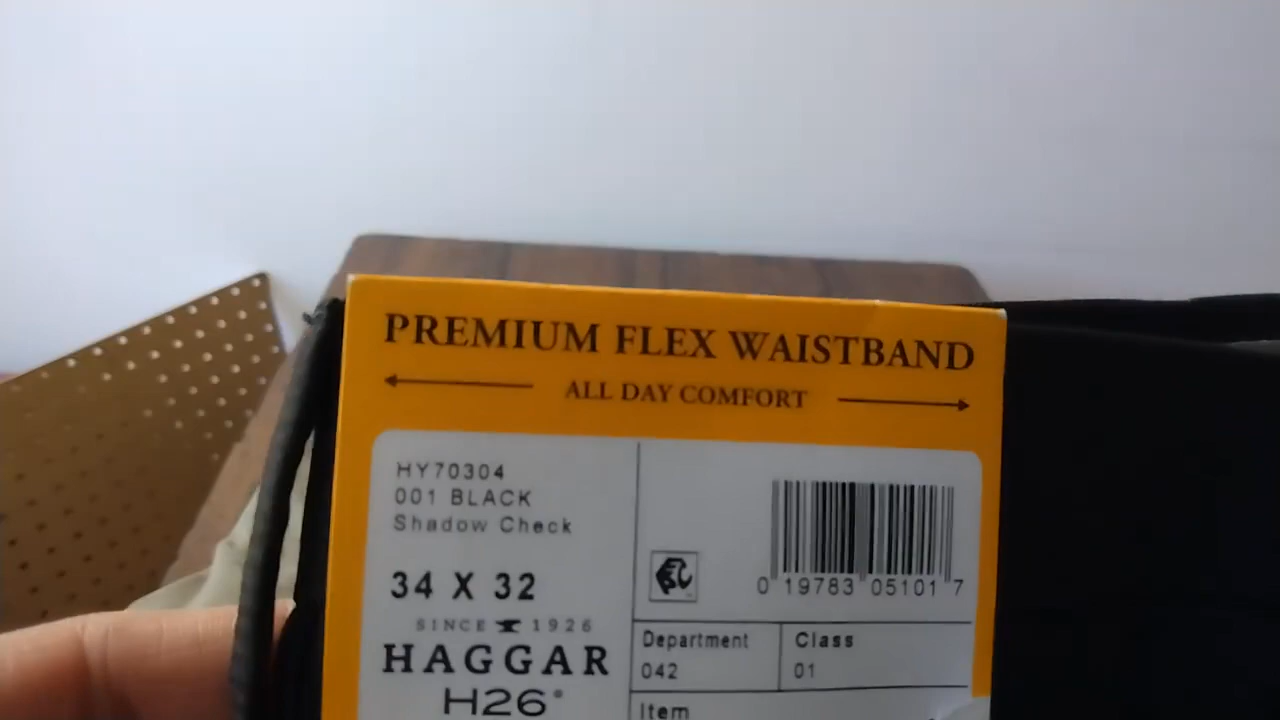 PREMIUM FLEX WAISTBAND
ALL DAY COMFORT
HY70304
001 BLACK
Shadow Check
34 X 32
SINCE 1926
HAGGAR
H26®
0 19783 05101 7
Department
042
Class
01
Item